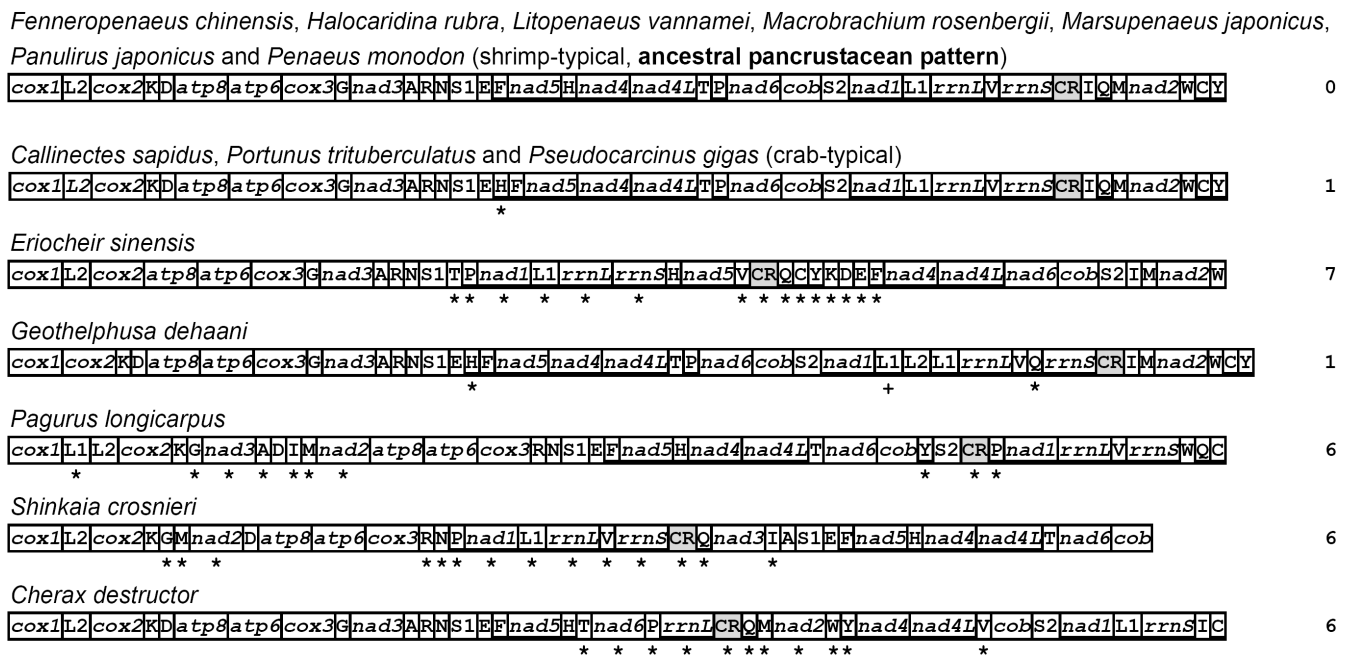 Fenneropenaeus chinensis, Halocaridina rubra, Litopenaeus vannamei, Macrobrachium rosenbergii, Marsupenaeus japonicus,
Panulirus japonicus and Penaeus monodon (shrimp-typical, ancestral pancrustacean pattern)
cox1 L2 cox2 K D atp8 atp6 cox3 G nad3 A R N S1 E F nad5 H nad4 nad4L T P nad6 cob S2 nad1 L1 rrnL V rrnS CR I Q M nad2 W C Y 0
Callinectes sapidus, Portunus trituberculatus and Pseudocarcinus gigas (crab-typical)
cox1 L2 cox2 K D atp8 atp6 cox3 G nad3 A R N S1 E H F nad5 nad4 nad4L T P nad6 cob S2 nad1 L1 rrnL V rrnS CR I Q M nad2 W C Y 1
*
Eriocheir sinensis
cox1 L2 cox2 atp8 atp6 cox3 G nad3 A R N S1 T P nad1 L1 rrnL rrnS H nad5 V CR Q C Y K D E F nad4 nad4L nad6 cob S2 I M nad2 W 7
* * * * * * * * * * * * * * *
Geothelphusa dehaani
cox1 cox2 K D atp8 atp6 cox3 G nad3 A R N S1 E H F nad5 nad4 nad4L T P nad6 cob S2 nad1 L1 L2 L1 rrnL V Q rrnS CR I M nad2 W C Y 1
* + *
Pagurus longicarpus
cox1 L1 L2 cox2 K G nad3 A D I M nad2 atp8 atp6 cox3 R N S1 E F nad5 H nad4 nad4L T nad6 cob Y S2 CR P nad1 rrnL V rrnS W Q C 6
* * * * * * * * * *
Shinkaia crosnieri
cox1 L2 cox2 K G M nad2 D atp8 atp6 cox3 R N P nad1 L1 rrnL V rrnS CR Q nad3 I A S1 E F nad5 H nad4 nad4L T nad6 cob 6
* * * * * * * * * * * * * *
Cherax destructor
cox1 L2 cox2 K D atp8 atp6 cox3 G nad3 A R N S1 E F nad5 H T nad6 P rrnL CR Q M nad2 W Y nad4 nad4L V cob S2 nad1 L1 rrnS I C 6
* * * * * * * * * * *